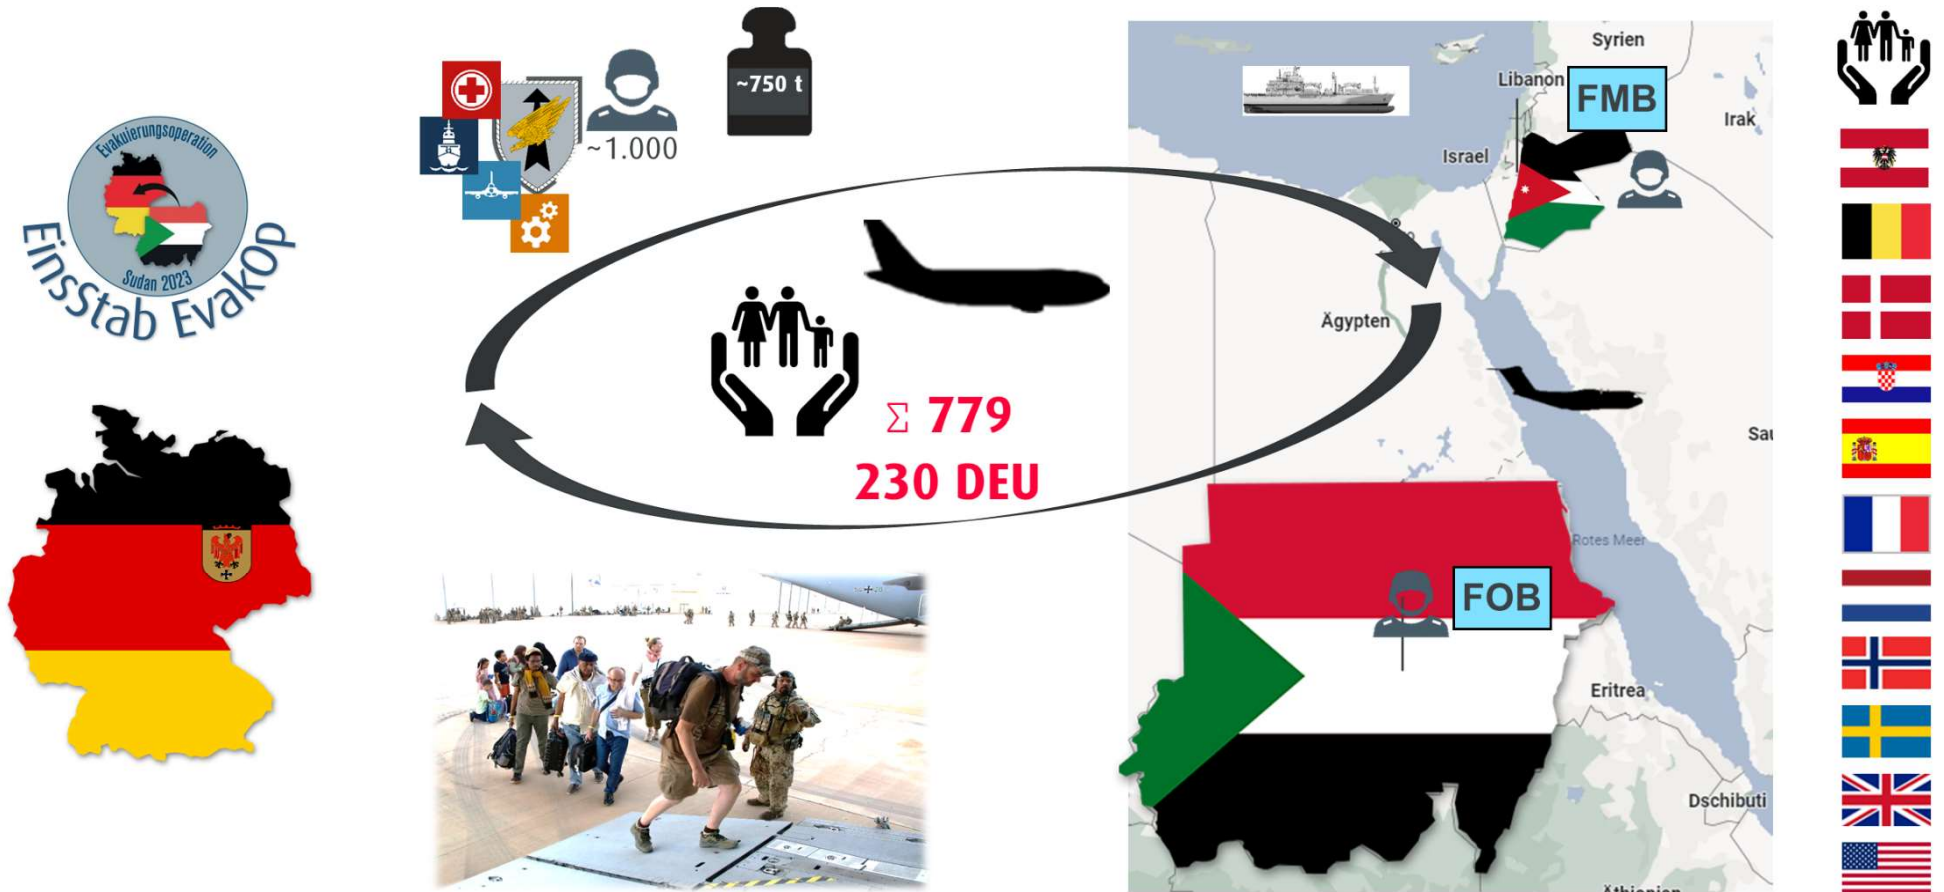 Evakuierungsoperation
Sudan 2023
EinsStab EvakOp
~1.000
~750 t
Σ 779
230 DEU
Syrien
Libanon
FMB
Irak
Israel
Ägypten
Rotes Meer
FOB
Eritrea
Dschibuti